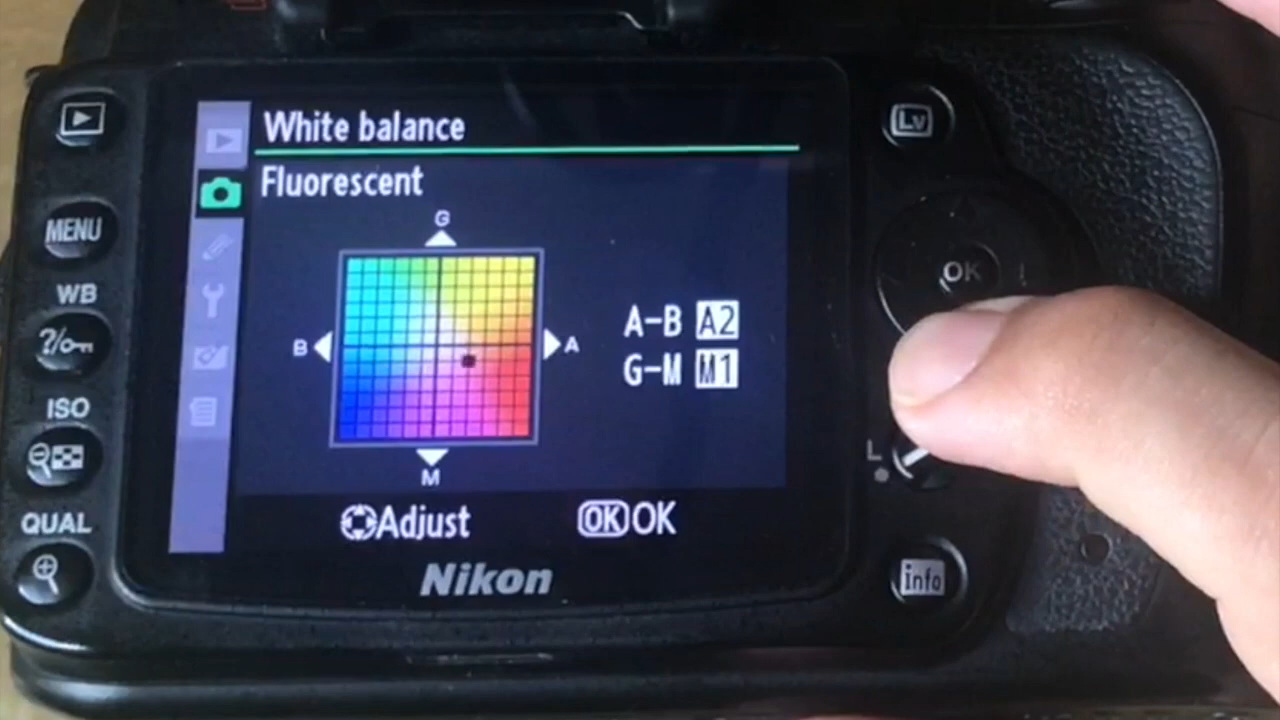 MENU
WB
?
ISO
QUAL
White balance
Fluorescent
G
B
A
M
A-B A2
G-M M1
Adjust
OK OK
Nikon
Lv
OK
L
Info